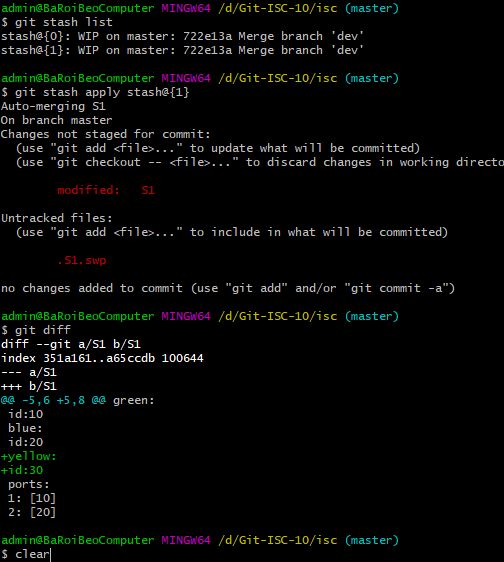 admin@BaRoiBeoComputer MINGW64 /d/Git-ISC-10/isc (master)
$ git stash list
stash@{0}: WIP on master: 722e13a Merge branch 'dev'
stash@{1}: WIP on master: 722e13a Merge branch 'dev'

admin@BaRoiBeoComputer MINGW64 /d/Git-ISC-10/isc (master)
$ git stash apply stash@{1}
Auto-merging S1
On branch master
Changes not staged for commit:
  (use "git add <file>..." to update what will be committed)
  (use "git checkout -- <file>..." to discard changes in working directo

        modified:   S1

Untracked files:
  (use "git add <file>..." to include in what will be committed)

        .S1.swp

no changes added to commit (use "git add" and/or "git commit -a")

admin@BaRoiBeoComputer MINGW64 /d/Git-ISC-10/isc (master)
$ git diff
diff --git a/S1 b/S1
index 351a161..a65ccdb 100644
--- a/S1
+++ b/S1
@@ -5,6 +5,8 @@ green:
 id:10
 blue:
 id:20
+yellow:
+id:30
 ports:
 1: [10]
 2: [20]

admin@BaRoiBeoComputer MINGW64 /d/Git-ISC-10/isc (master)
$ clear